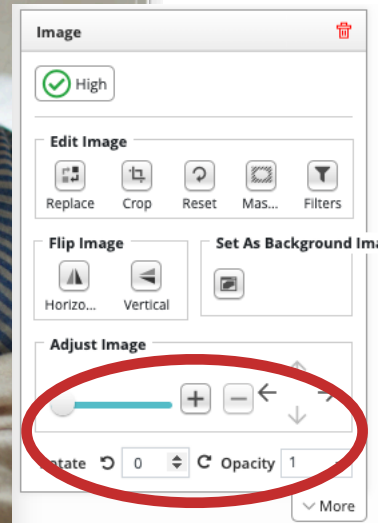 Image
High
Edit Image
Replace Crop Reset Mas... Filters
Flip Image Set As Background Ima
Horizo... Vertical
Adjust Image
0 Opacity 1
More